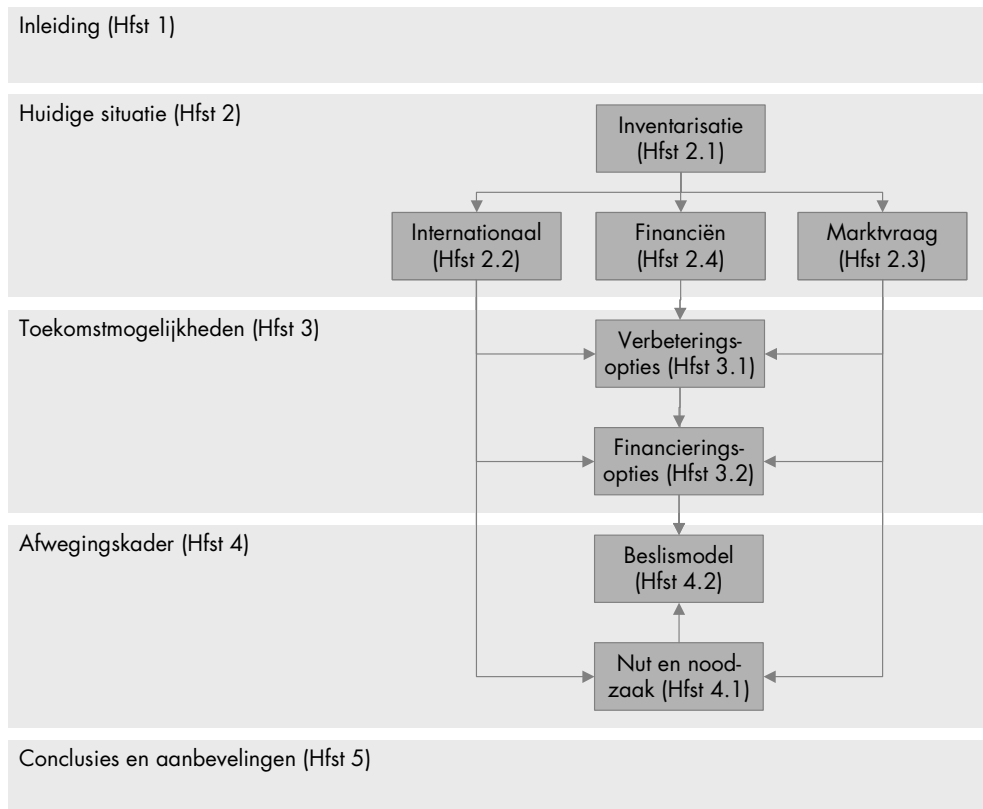 Inleiding (Hfst 1)
Huidige situatie (Hfst 2)
Inventarisatie
(Hfst 2.1)
Internationaal
(Hfst 2.2)
Financiën
(Hfst 2.4)
Marktvraag
(Hfst 2.3)
Toekomstmogelijkheden (Hfst 3)
Verbeterings-
opties (Hfst 3.1)
Financierings-
opties (Hfst 3.2)
Afwegingskader (Hfst 4)
Beslismodel
(Hfst 4.2)
Nut en nood-
zaak (Hfst 4.1)
Conclusies en aanbevelingen (Hfst 5)